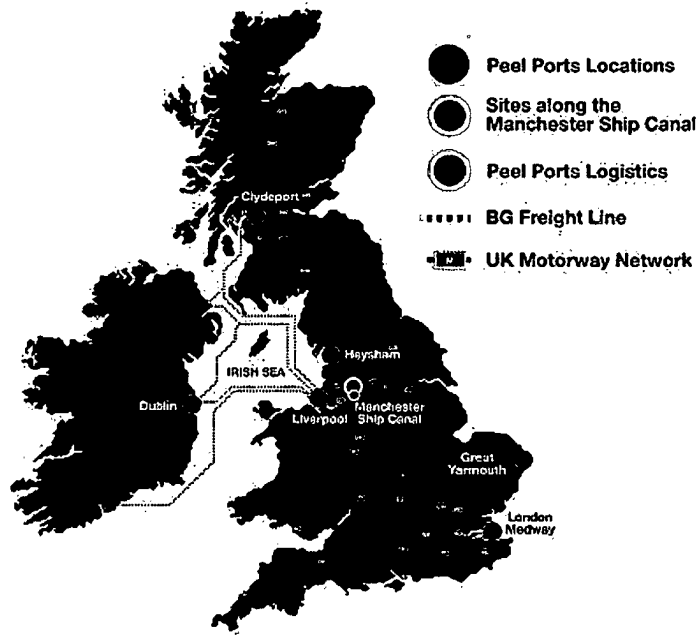 Peel Ports Locations
Sites along the
Manchester Ship Canal
Peel Ports Logistics
BG Freight Line
UK Motorway Network
Clydeport
Heysham
IRISH SEA
Dublin
Liverpool
Manchester
Ship Canal
Great
Yarmouth
London
Medway